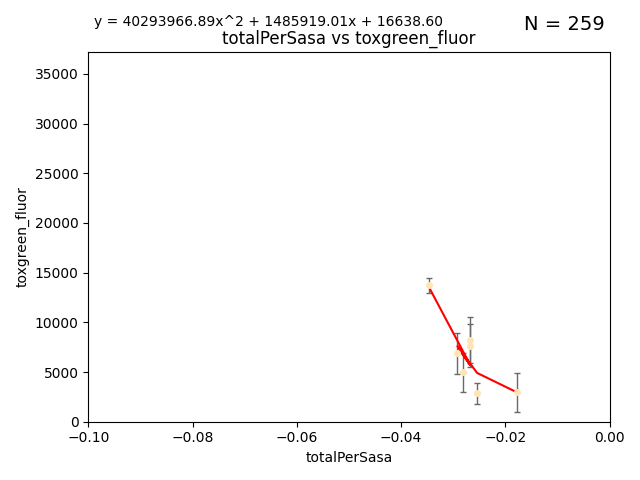 y = 40293966.89x^2 + 1485919.01x + 16638.60
N = 259
totalPerSasa vs toxgreen_fluor
35000
30000
25000
20000
15000
10000
5000
0
toxgreen_fluor
−0.10 −0.08 −0.06 −0.04 −0.02 0.00
totalPerSasa